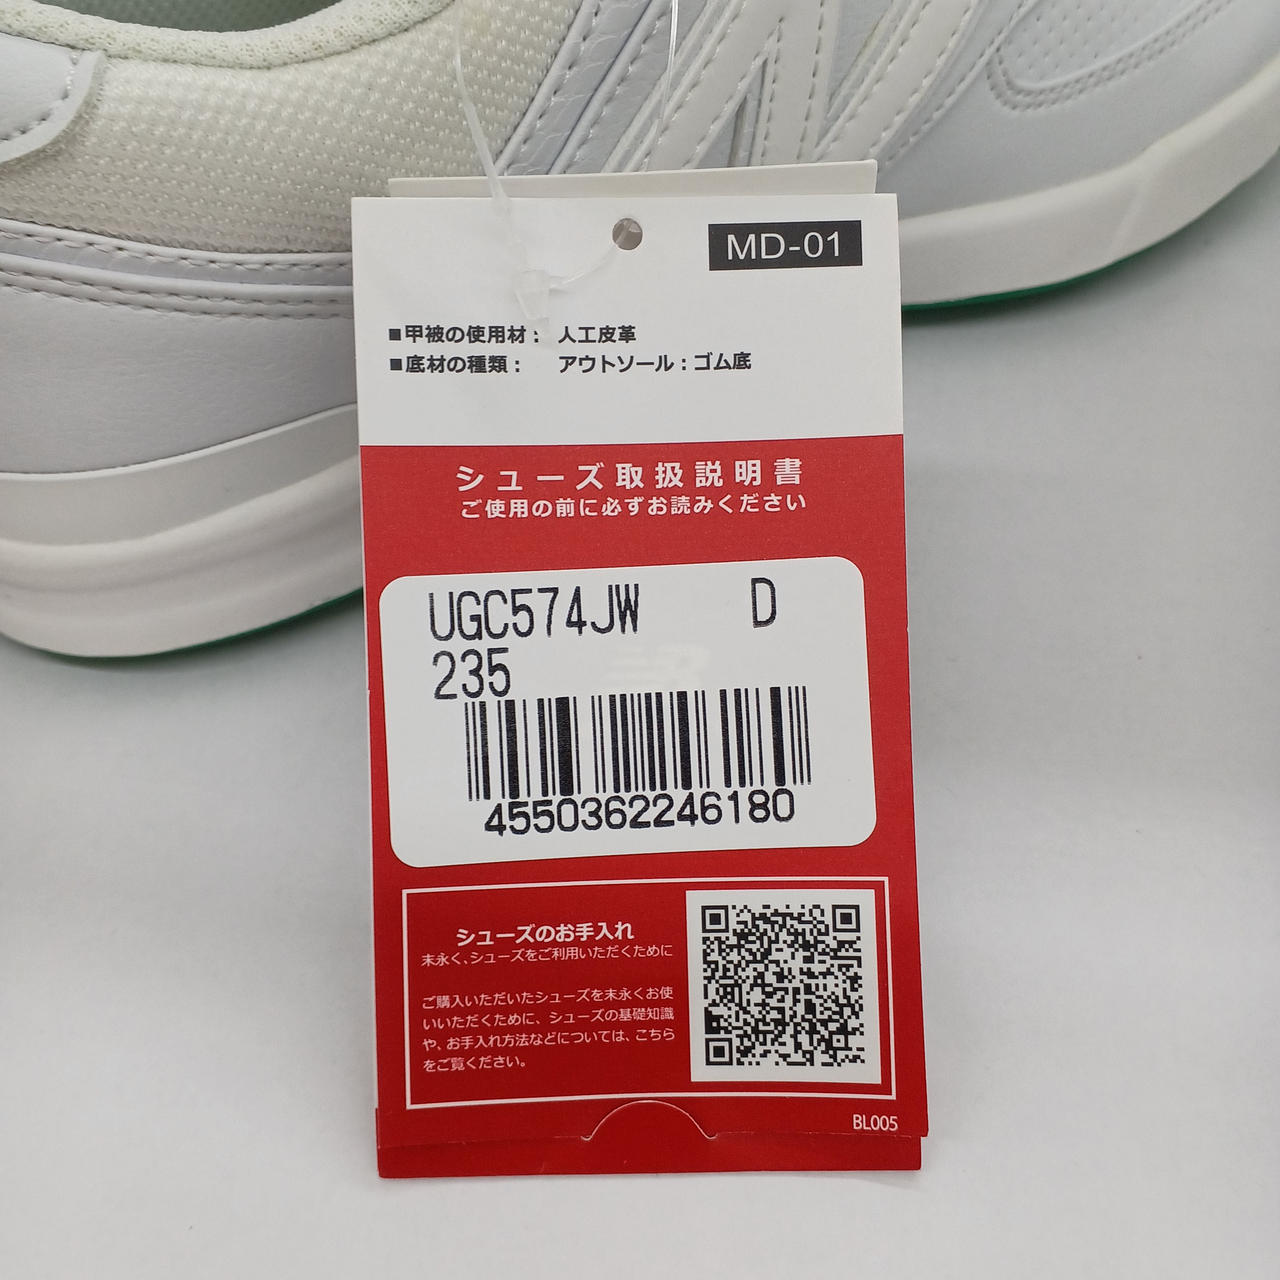 MD-01
■甲被の使用材： 人工皮革
■底材の種類： アウトソール：ゴム底
シューズ取扱説明書
ご使用の前に必ずお読みください
UGC574JW D
235
4550362246180
シューズのお手入れ
末永く、シューズをご利用いただくために
ご購入いただいたシューズを末永くお使
いいただくために、シューズの基礎知識
や、お手入れ方法などについては、こちら
をご覧ください。
BL005